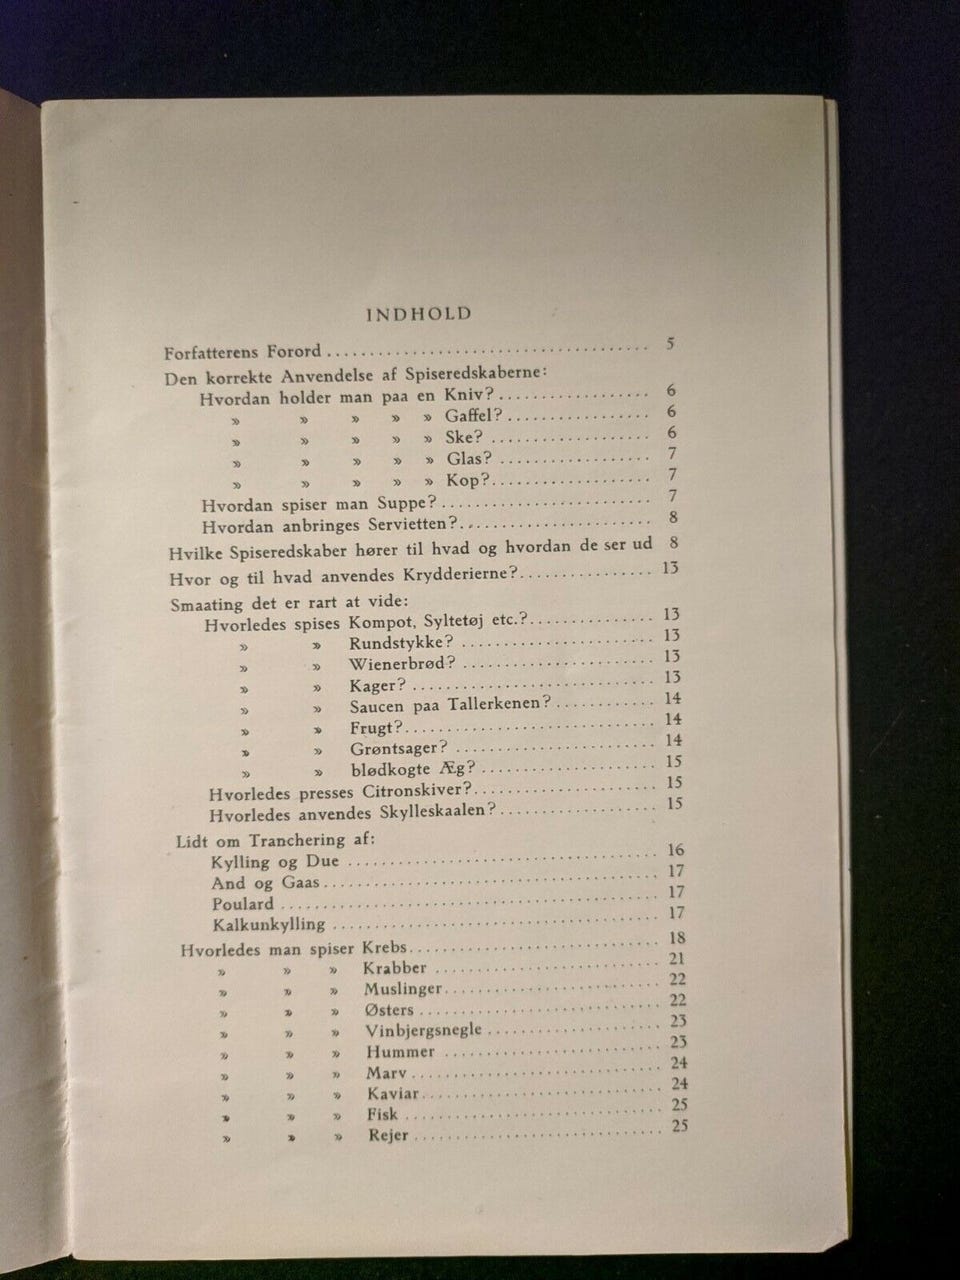 INDHOLD
Forfatterens Forord ..................................... 5
Den korrekte Anvendelse af Spiseredskaberne:
Hvordan holder man paa en Kniv? .................. 6
» » » » » Gaffel? ................. 6
» » » » » Ske? ................... 6
» » » » » Glas? .................. 7
» » » » » Kop? ................... 7
Hvordan spiser man Suppe? ......................... 7
Hvordan anbringes Servietten? ....................... 8
Hvilke Spiseredskaber hører til hvad og hvordan de ser ud 8
Hvor og til hvad anvendes Krydderierne? ................ 13
Smaating det er rart at vide:
Hvorledes spises Kompot, Syltetøj etc.? ............... 13
» » Rundstykke? ....................... 13
» » Wienerbrød? ....................... 13
» » Kager? ............................ 13
» » Saucen paa Tallerkenen? ............ 14
» » Frugt? ............................. 14
» » Grøntsager? ........................ 14
» » blødkogte Æg? ..................... 15
Hvorledes presses Citronskiver? ...................... 15
Hvorledes anvendes Skylleskaalen? ................... 15
Lidt om Tranchering af:
Kylling og Due ..................................... 16
And og Gaas ....................................... 17
Poulard ............................................ 17
Kalkunkylling ...................................... 17
Hvorledes man spiser Krebs ............................. 18
» » » Krabber .......................... 21
» » » Muslinger ......................... 22
» » » Østers ............................ 22
» » » Vinbjergsnegle .................... 23
» » » Hummer ......................... 23
» » » Marv ............................. 24
» » » Kaviar ............................ 24
» » » Fisk .............................. 25
» » » Rejer ............................. 25